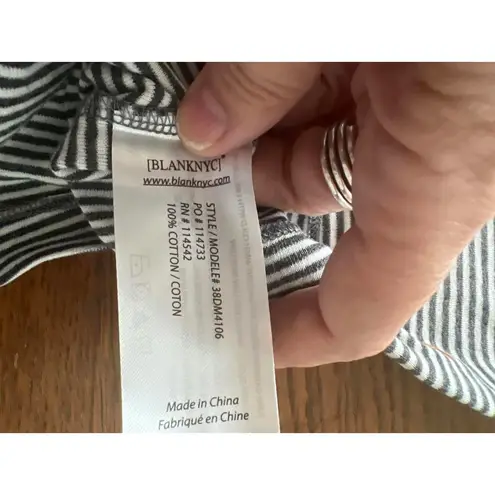 [BLANKNYC]®
www.blanknyc.com
STYLE / MODELE# 38DM4106
PO # 114733
RN # 114542
100% COTTON / COTON
Made in China
Fabriqué en Chine